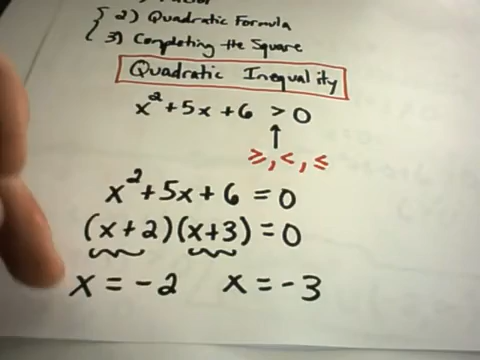 2) Quadratic Formula
3) Completing the Square
Quadratic Inequality
x² + 5x + 6 > 0
≥, <, ≤
x² + 5x + 6 = 0
(x + 2)(x + 3) = 0
x = -2 x = -3